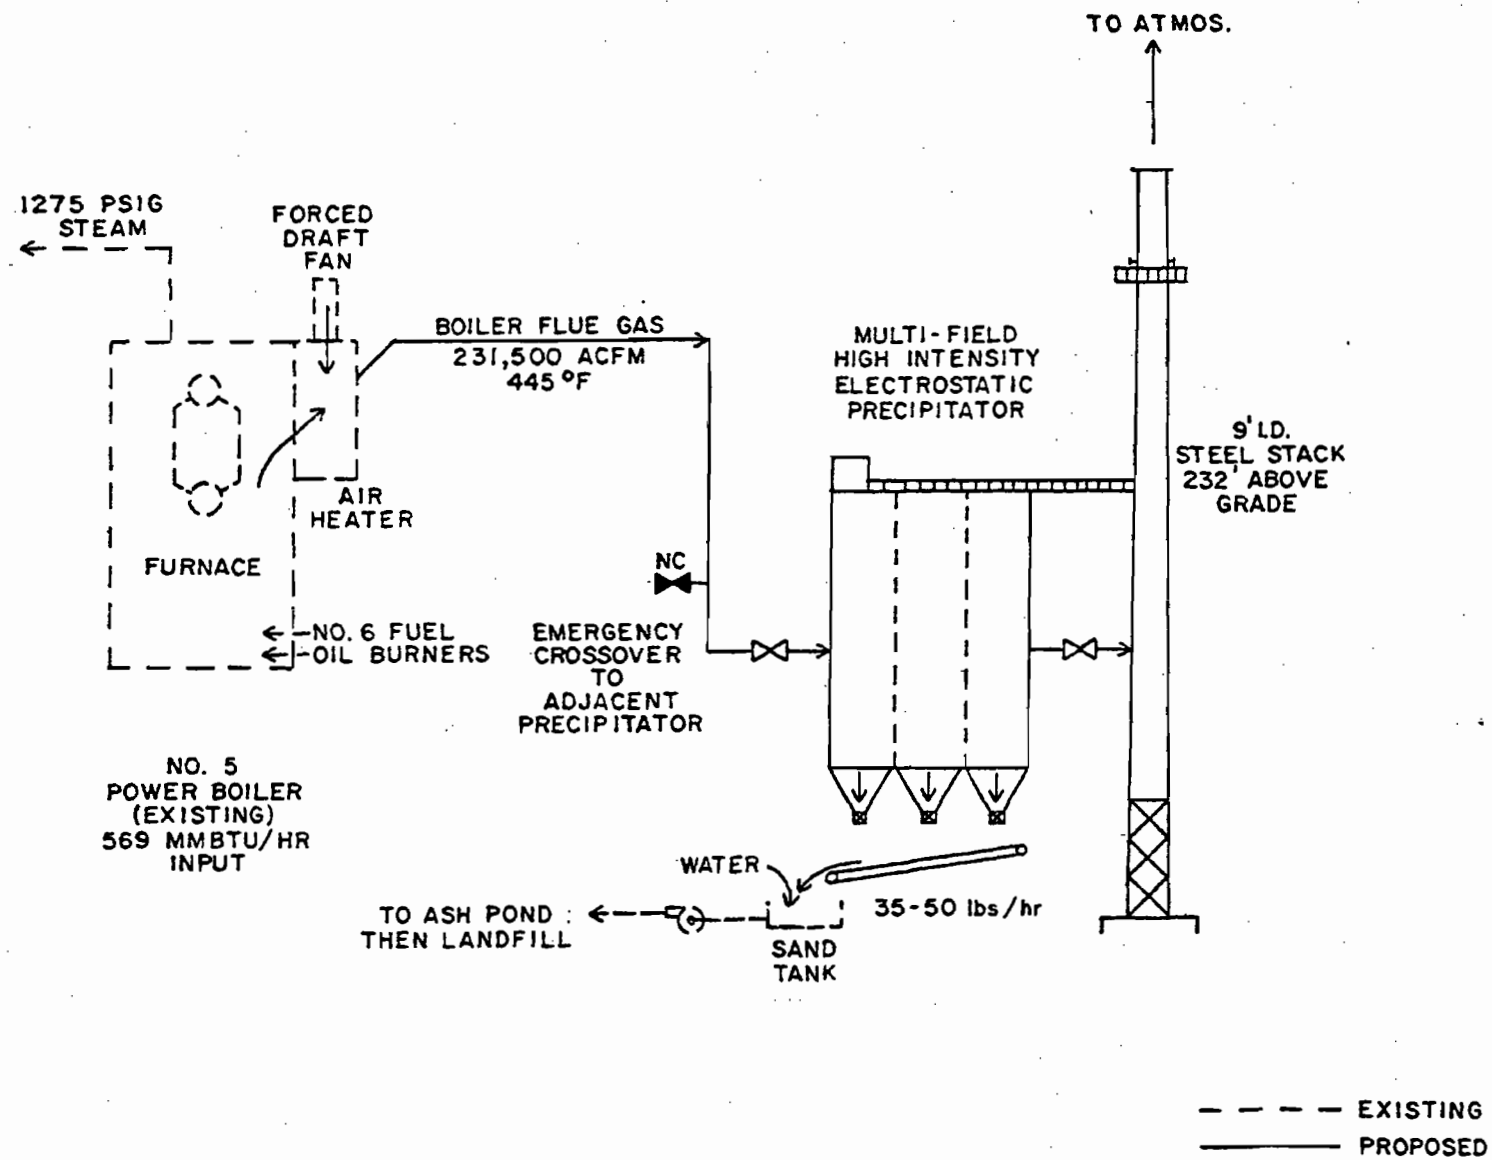 TO ATMOS.
1275 PSIG
STEAM
FORCED
DRAFT
FAN
BOILER FLUE GAS
231,500 ACFM
445°F
MULTI-FIELD
HIGH INTENSITY
ELECTROSTATIC
PRECIPITATOR
9' I.D.
STEEL STACK
232' ABOVE
GRADE
AIR
HEATER
FURNACE
NC
NO. 6 FUEL
OIL BURNERS
EMERGENCY
CROSSOVER
TO
ADJACENT
PRECIPITATOR
NO. 5
POWER BOILER
(EXISTING)
569 MMBTU/HR
INPUT
WATER
35-50 lbs/hr
TO ASH POND :
THEN LANDFILL
SAND
TANK
EXISTING
PROPOSED